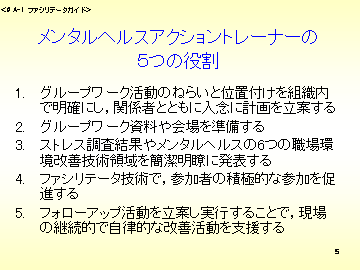 <# A-1 ファシリテータガイド>
メンタルヘルスアクショントレーナーの
5つの役割
1. グループワーク活動のねらいと位置付けを組織内
で明確にし，関係者とともに入念に計画を立案する
2. グループワーク資料や会場を準備する
3. ストレス調査結果やメンタルヘルスの6つの職場環
境改善技術領域を簡潔明瞭に発表する
4. ファシリテータ技術で，参加者の積極的な参加を促
進する
5. フォローアップ活動を立案し実行することで，現場
の継続的で自律的な改善活動を支援する
5